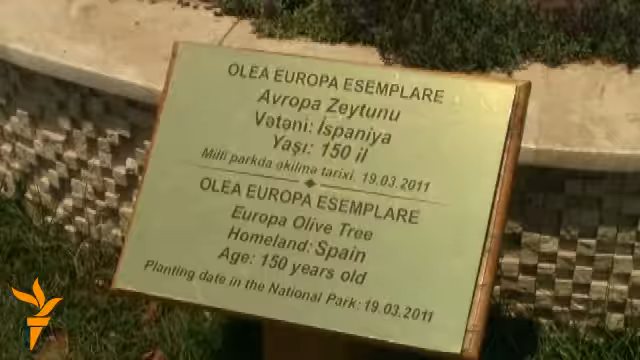 OLEA EUROPA ESEMPLARE
Avropa Zeytunu
Vətəni: İspaniya
Yaşı: 150 il
Milli parkda əkilmə tarixi. 19.03.2011
OLEA EUROPA ESEMPLARE
Europa Olive Tree
Homeland: Spain
Age: 150 years old
Planting date in the National Park: 19.03.2011